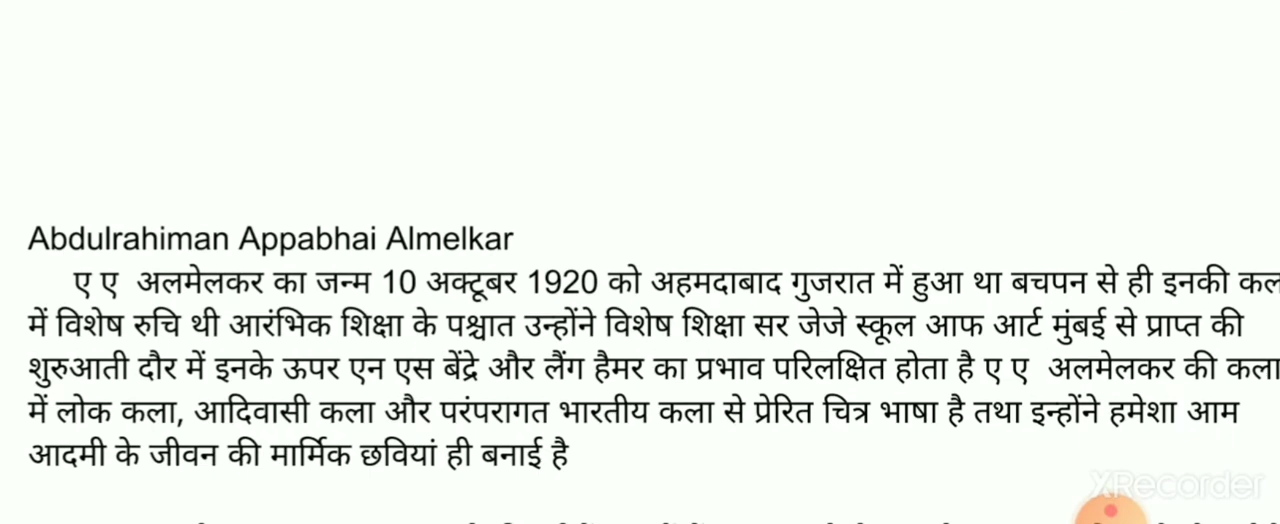 Abdulrahiman Appabhai Almelkar
ए ए अलमेलकर का जन्म 10 अक्टूबर 1920 को अहमदाबाद गुजरात में हुआ था बचपन से ही इनकी
में विशेष रुचि थी आरंभिक शिक्षा के पश्चात उन्होंने विशेष शिक्षा सर जेजे स्कूल आफ आर्ट मुंबई से प्राप्त की
शुरुआती दौर में इनके ऊपर एन एस बेंद्रे और लैंग हैमर का प्रभाव परिलक्षित होता है ए ए अलमेलकर की कला
में लोक कला, आदिवासी कला और परंपरागत भारतीय कला से प्रेरित चित्र भाषा है तथा इन्होंने हमेशा आम
आदमी के जीवन की मार्मिक छवियां ही बनाई है
XRecorder